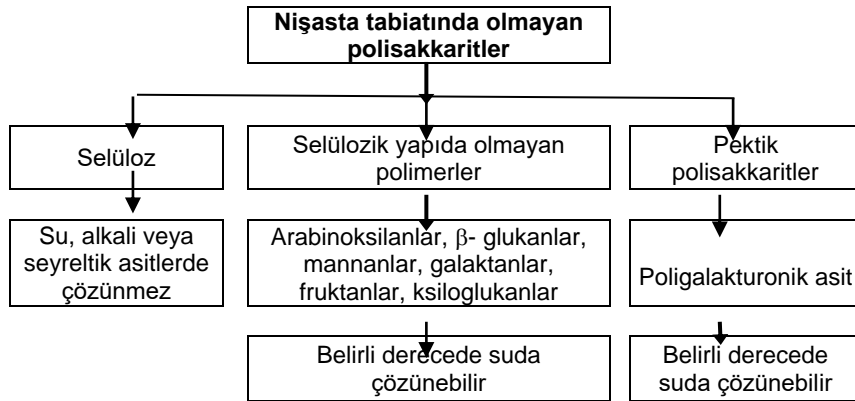 Nişasta tabiatında olmayan
polisakkaritler
Selüloz
Selülozik yapıda olmayan
polimerler
Pektik
polisakkaritler
Su, alkali veya
seyreltik asitlerde
çözünmez
Arabinoksilanlar, β- glukanlar,
mannanlar, galaktanlar,
fruktanlar, ksiloglukanlar
Poligalakturonik asit
Belirli derecede suda
çözünebilir
Belirli derecede
suda çözünebilir